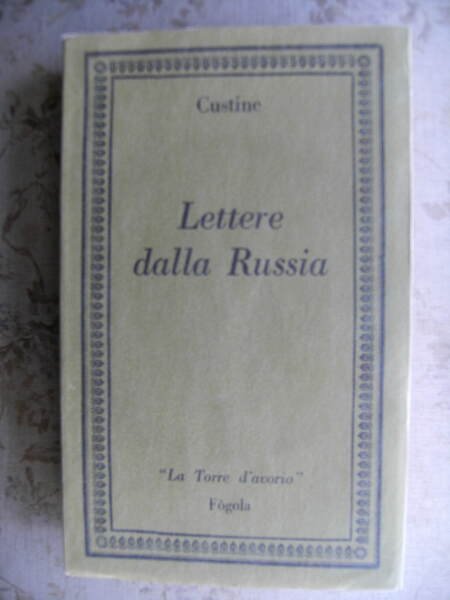 Custine
Lettere
dalla Russia
“La Torre d'avorio”
Fògola